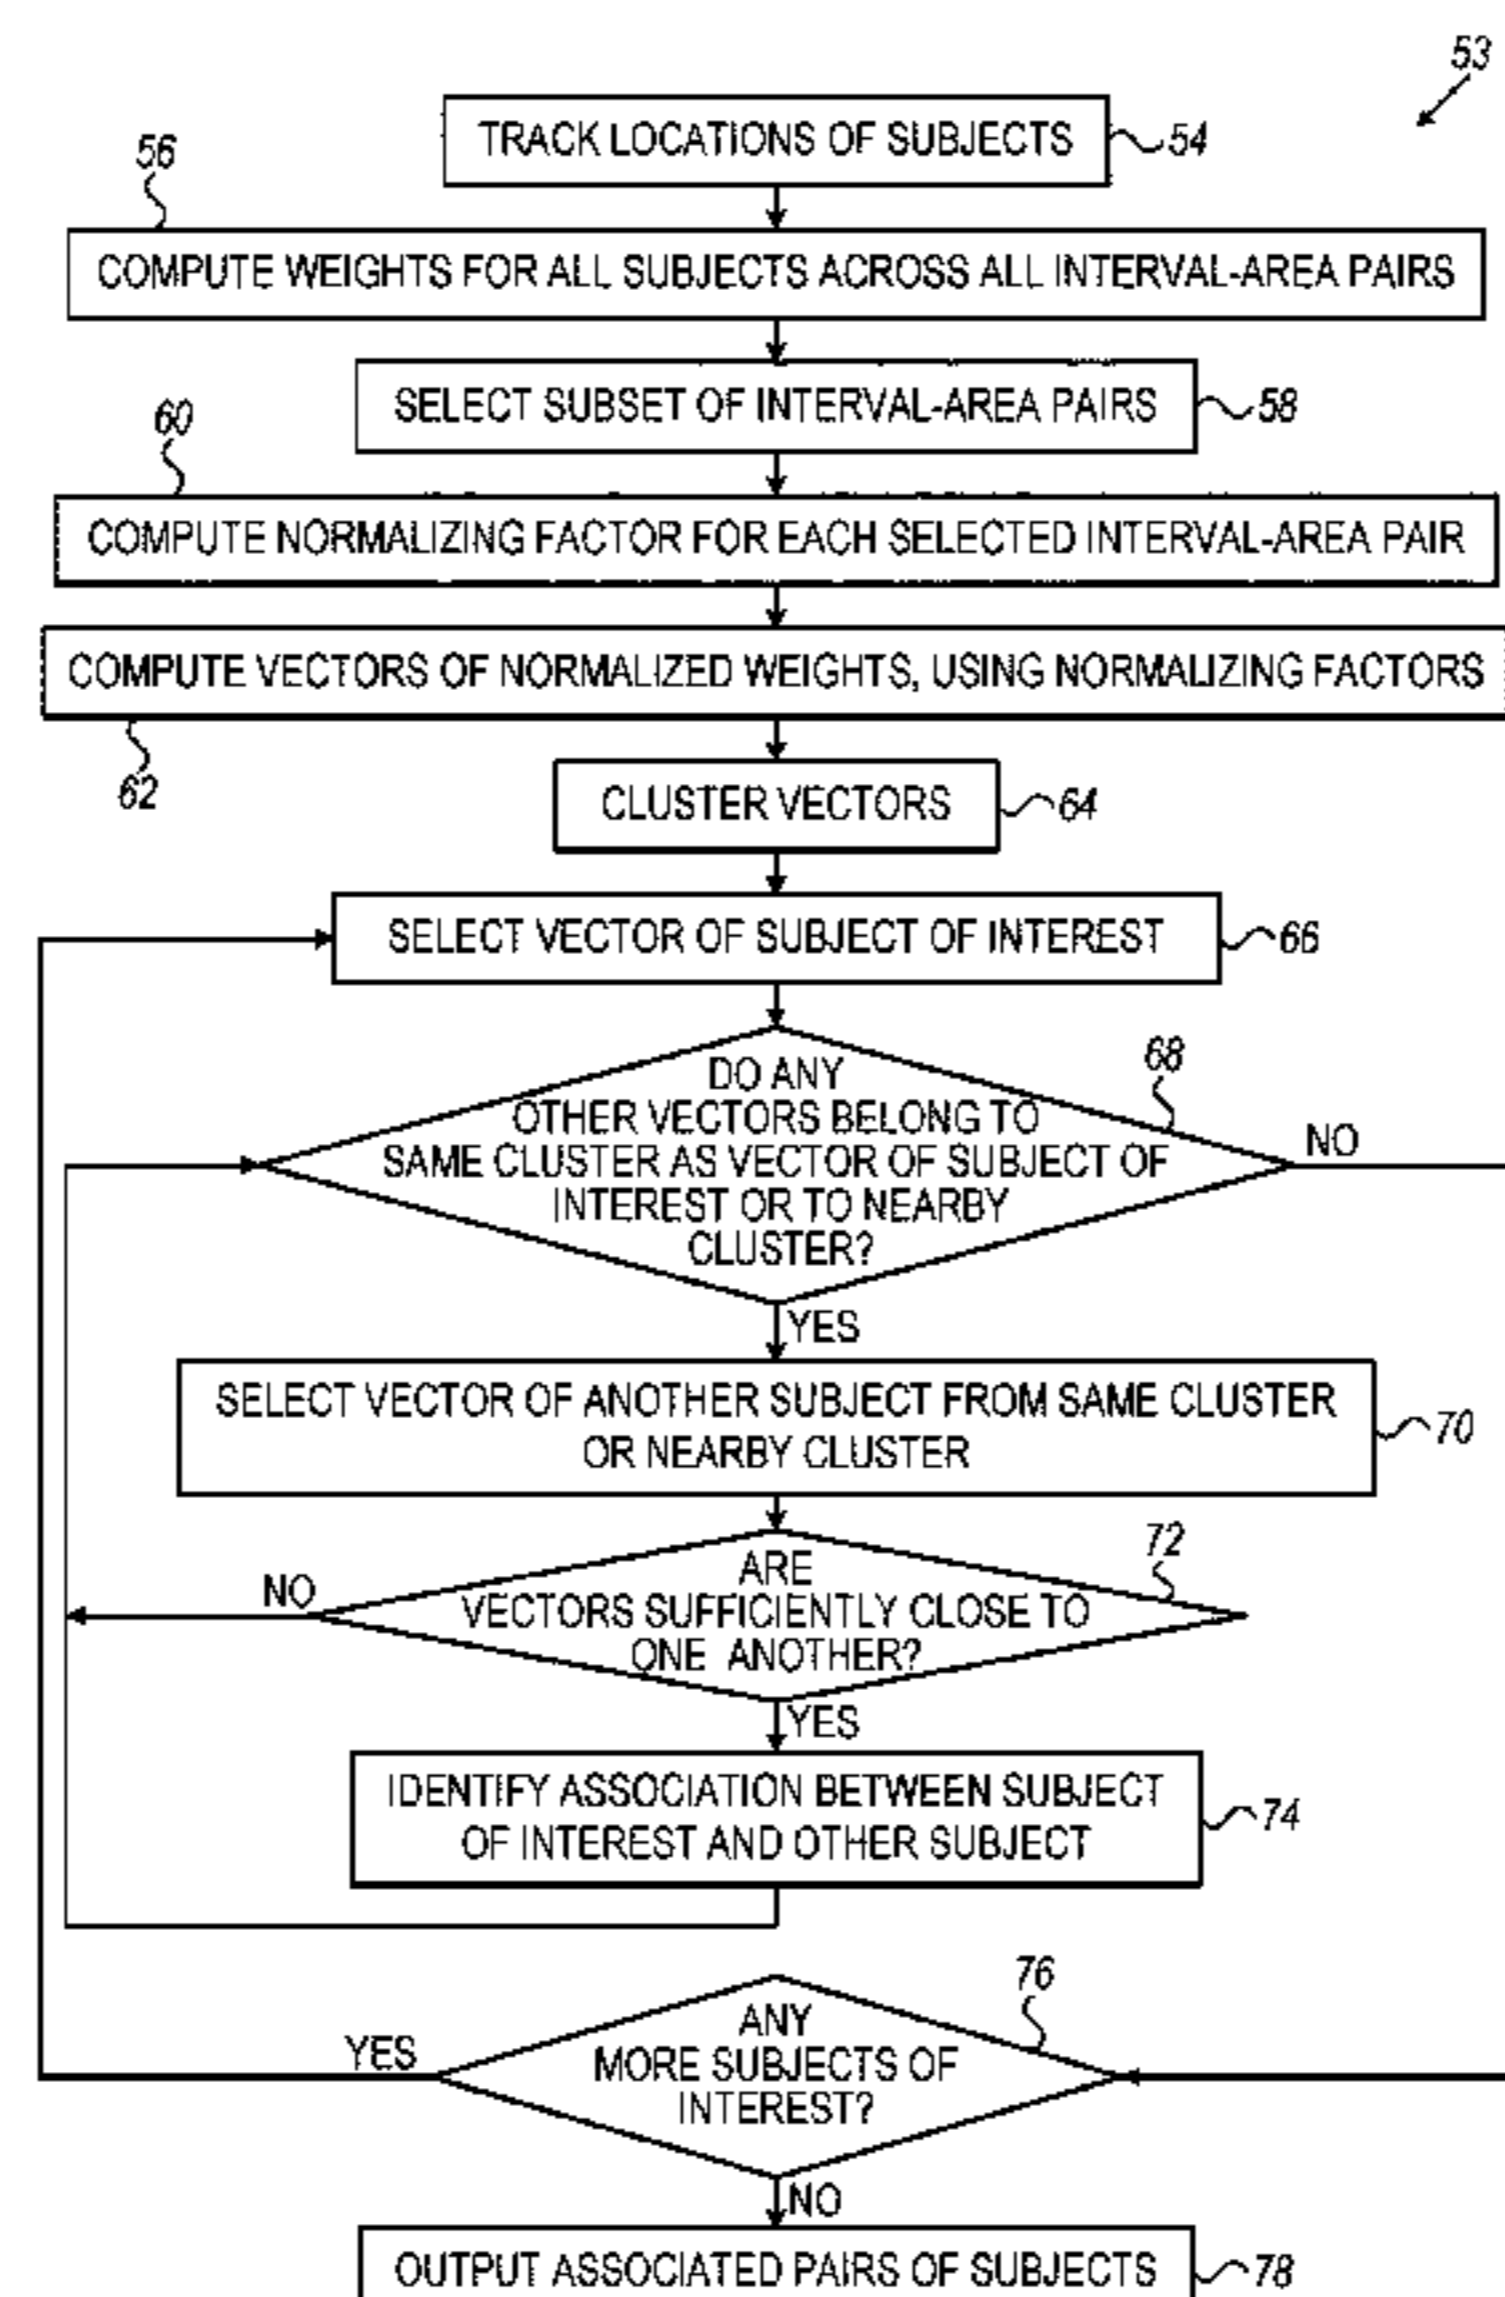 53
TRACK LOCATIONS OF SUBJECTS
54
56
COMPUTE WEIGHTS FOR ALL SUBJECTS ACROSS ALL INTERVAL-AREA PAIRS
SELECT SUBSET OF INTERVAL-AREA PAIRS
58
60
COMPUTE NORMALIZING FACTOR FOR EACH SELECTED INTERVAL-AREA PAIR
COMPUTE VECTORS OF NORMALIZED WEIGHTS, USING NORMALIZING FACTORS
62
CLUSTER VECTORS
64
SELECT VECTOR OF SUBJECT OF INTEREST
66
DO ANY
OTHER VECTORS BELONG TO
SAME CLUSTER AS VECTOR OF SUBJECT OF
INTEREST OR TO NEARBY
CLUSTER?
68
NO
YES
SELECT VECTOR OF ANOTHER SUBJECT FROM SAME CLUSTER
OR NEARBY CLUSTER
70
72
ARE
VECTORS SUFFICIENTLY CLOSE TO
ONE ANOTHER?
NO
YES
IDENTIFY ASSOCIATION BETWEEN SUBJECT
OF INTEREST AND OTHER SUBJECT
74
76
ANY
MORE SUBJECTS OF
INTEREST?
YES
NO
OUTPUT ASSOCIATED PAIRS OF SUBJECTS
78